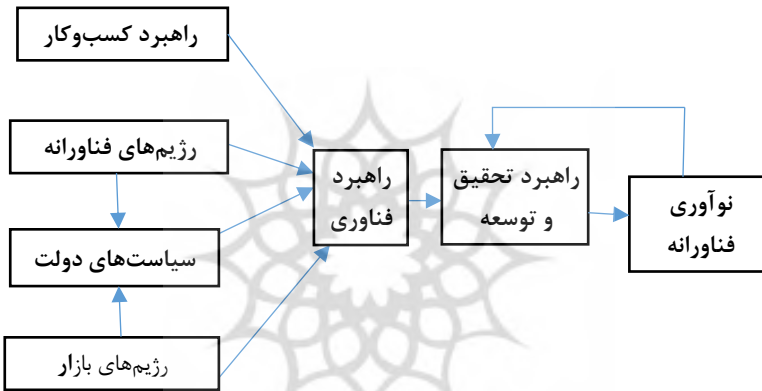 راهبرد کسب‌وکار
رژیم‌های فناورانه
سیاست‌های دولت
رژیم‌های بازار
راهبرد
فناوری
راهبرد تحقیق
و توسعه
نوآوری
فناورانه